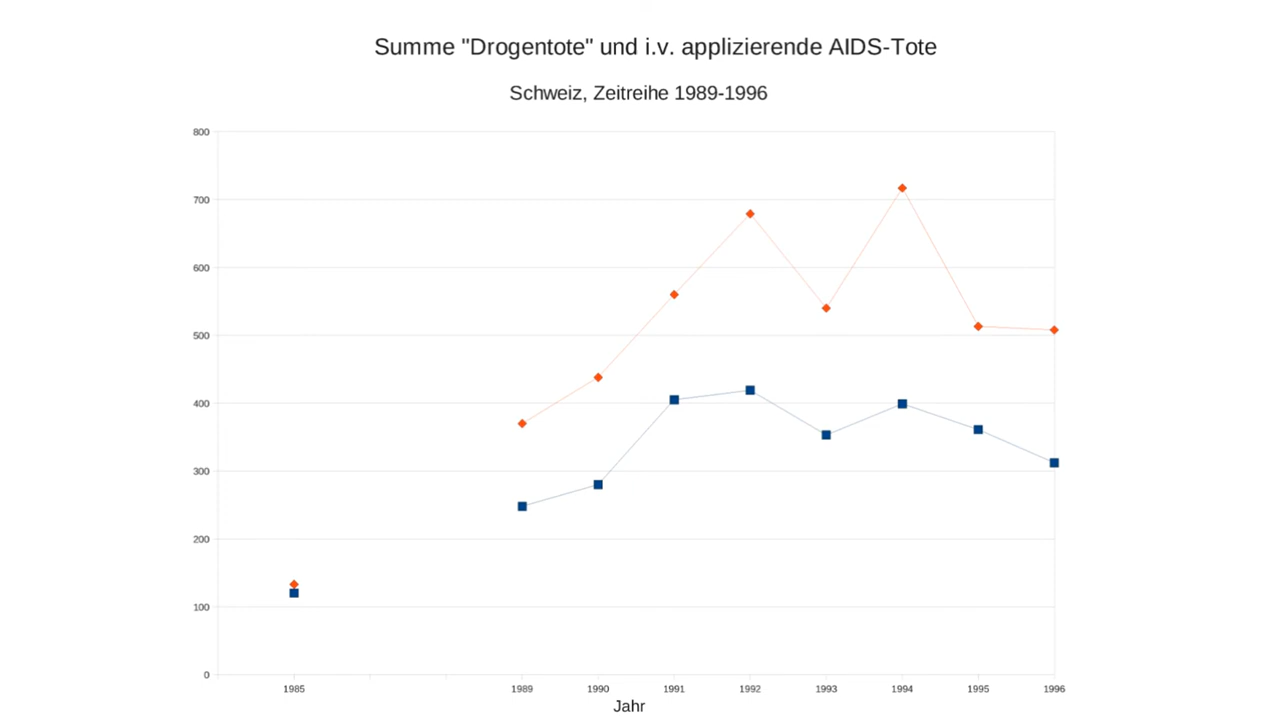 Summe "Drogentote" und i.v. applizierende AIDS-Tote
Schweiz, Zeitreihe 1989-1996
800
700
600
500
400
300
200
100
0
1985 1989 1990 1991 1992 1993 1994 1995 1996
Jahr